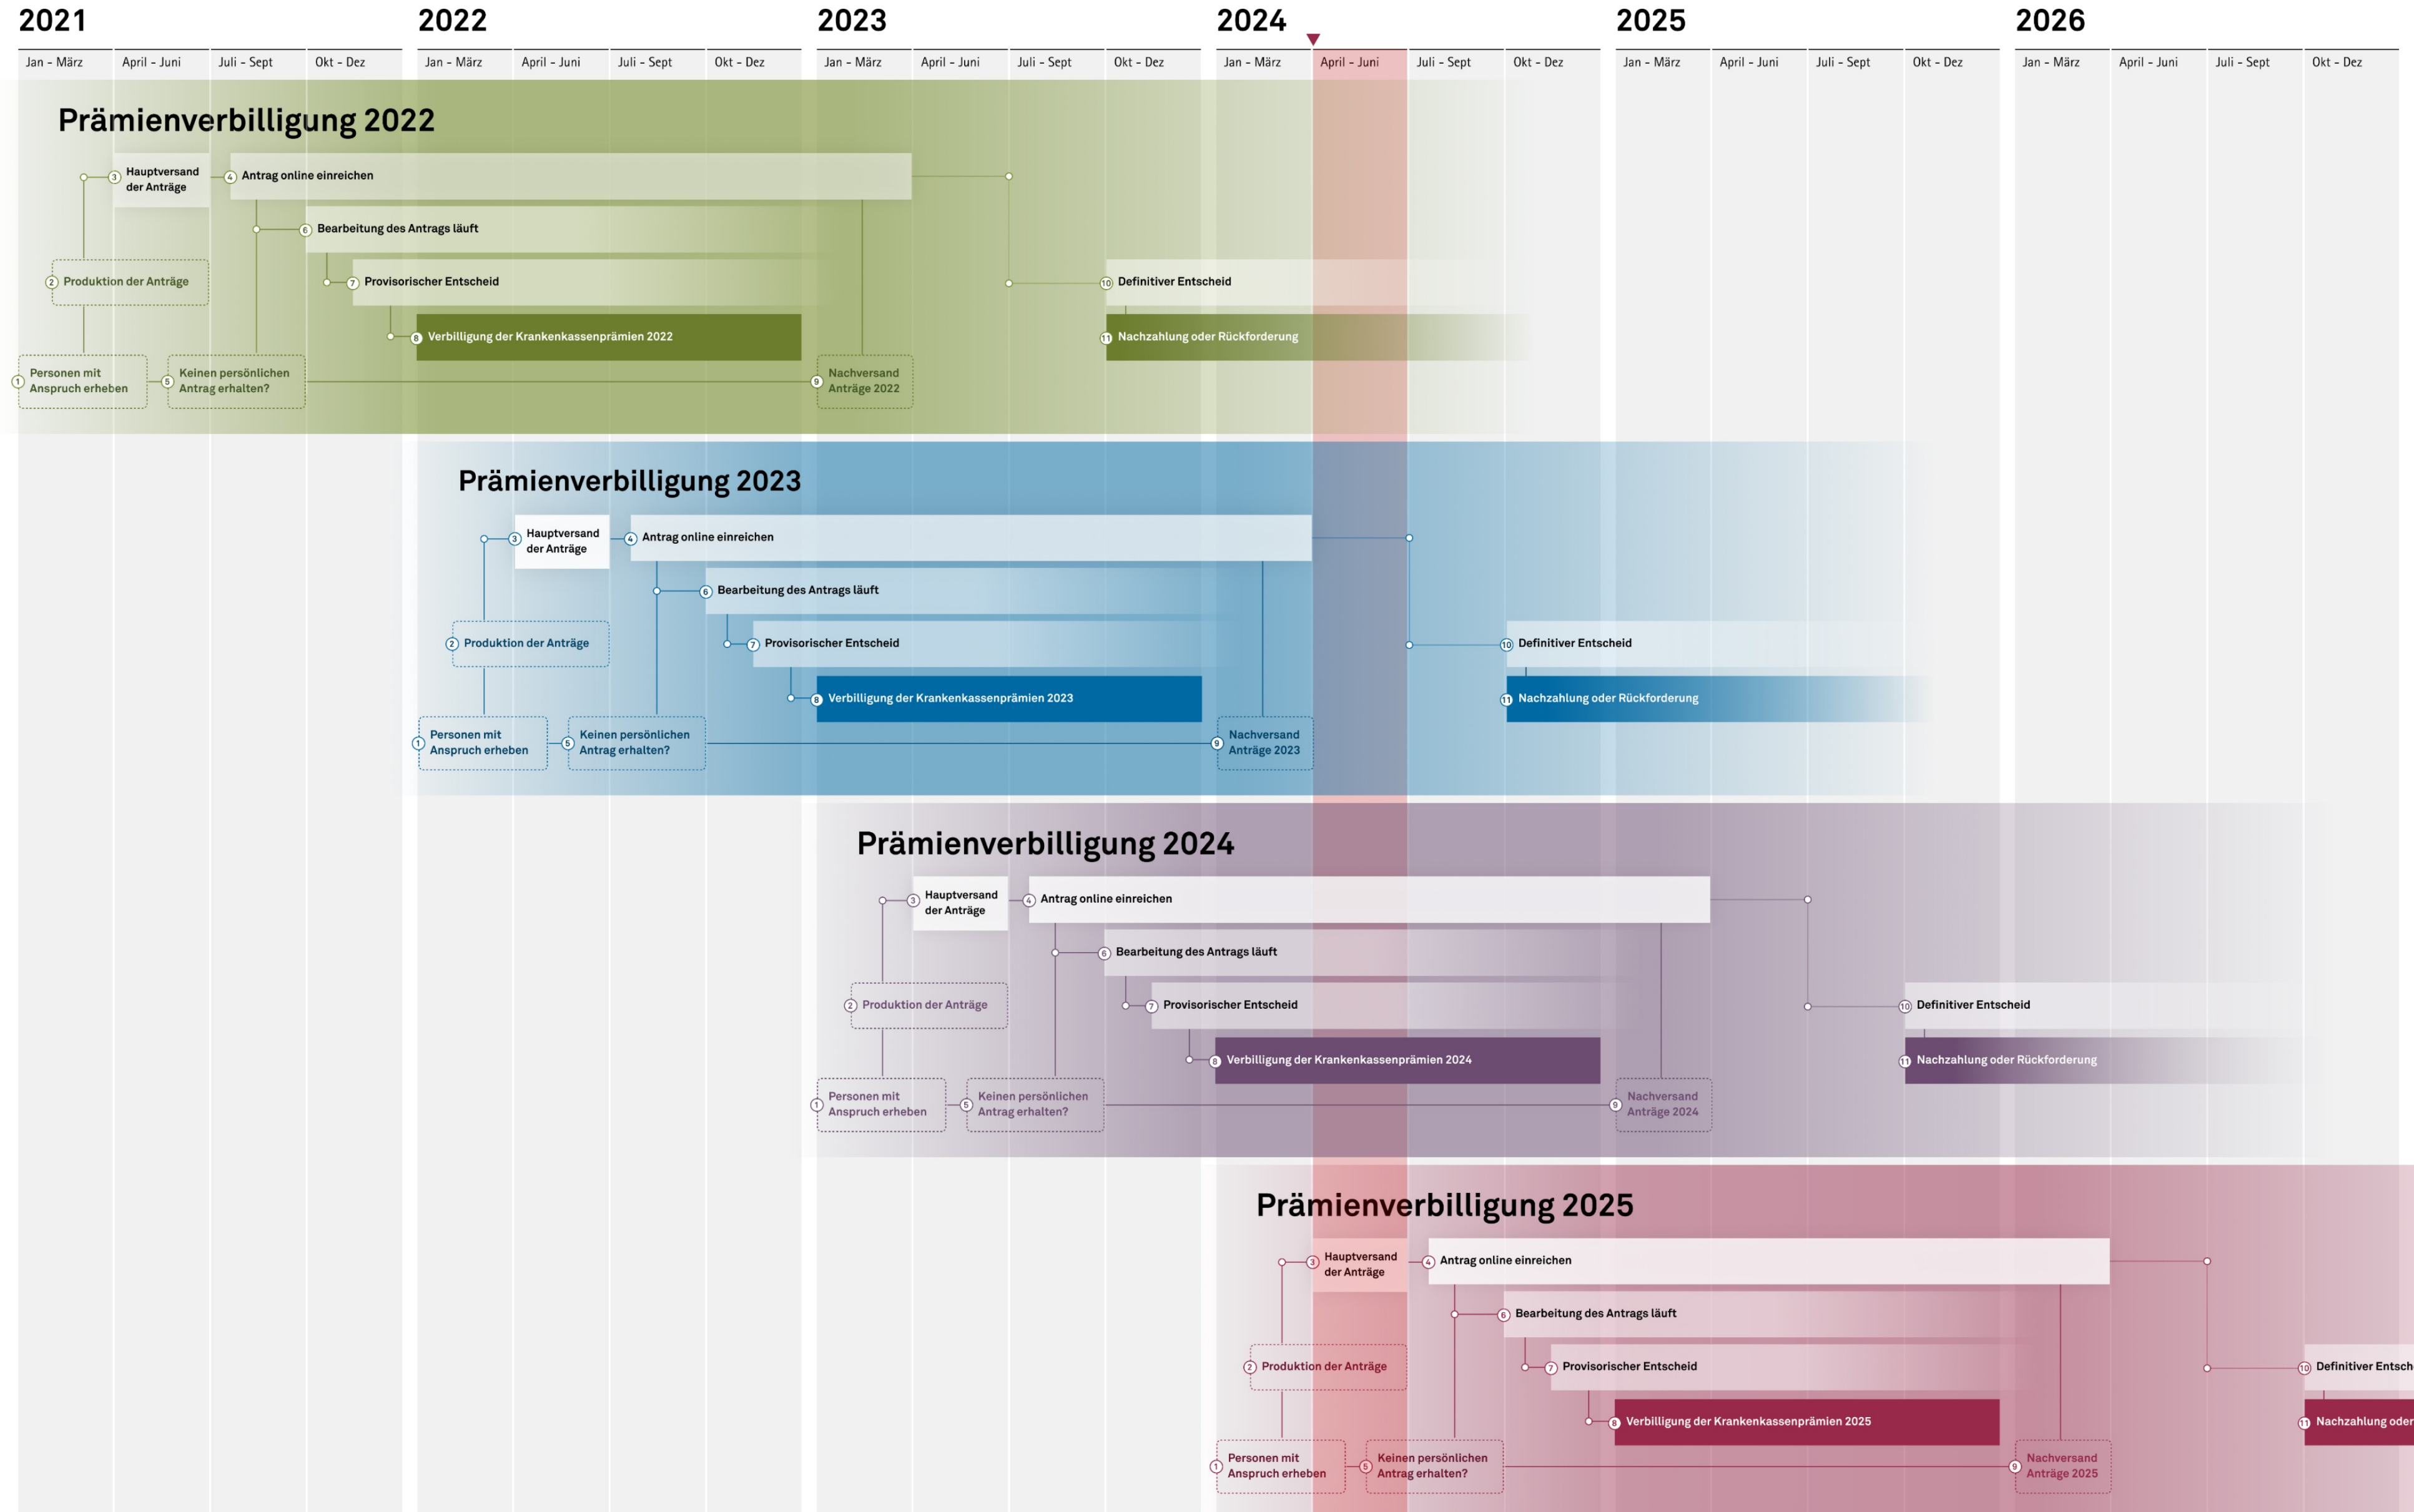 2021
2022
2023
2024
2025
2026
Jan – März
April – Juni
Juli – Sept
Okt – Dez
Jan – März
April – Juni
Juli – Sept
Okt – Dez
Jan – März
April – Juni
Juli – Sept
Okt – Dez
Jan – März
April – Juni
Juli – Sept
Okt – Dez
Jan – März
April – Juni
Juli – Sept
Okt – Dez
Jan – März
April – Juni
Juli – Sept
Okt – Dez
Prämienverbilligung 2022
3
Hauptversand
der Anträge
4
Antrag online einreichen
6
Bearbeitung des Antrags läuft
2
Produktion der Anträge
7
Provisorischer Entscheid
10
Definitiver Entscheid
8
Verbilligung der Krankenkassenprämien 2022
11
Nachzahlung oder Rückforderung
1
Personen mit
Anspruch erheben
5
Keinen persönlichen
Antrag erhalten?
9
Nachversand
Anträge 2022
Prämienverbilligung 2023
3
Hauptversand
der Anträge
4
Antrag online einreichen
6
Bearbeitung des Antrags läuft
2
Produktion der Anträge
7
Provisorischer Entscheid
10
Definitiver Entscheid
8
Verbilligung der Krankenkassenprämien 2023
11
Nachzahlung oder Rückforderung
1
Personen mit
Anspruch erheben
5
Keinen persönlichen
Antrag erhalten?
9
Nachversand
Anträge 2023
Prämienverbilligung 2024
3
Hauptversand
der Anträge
4
Antrag online einreichen
6
Bearbeitung des Antrags läuft
2
Produktion der Anträge
7
Provisorischer Entscheid
10
Definitiver Entscheid
8
Verbilligung der Krankenkassenprämien 2024
11
Nachzahlung oder Rückforderung
1
Personen mit
Anspruch erheben
5
Keinen persönlichen
Antrag erhalten?
9
Nachversand
Anträge 2024
Prämienverbilligung 2025
3
Hauptversand
der Anträge
4
Antrag online einreichen
6
Bearbeitung des Antrags läuft
2
Produktion der Anträge
7
Provisorischer Entscheid
10
Definitiver Entsch
8
Verbilligung der Krankenkassenprämien 2025
11
Nachzahlung oder
1
Personen mit
Anspruch erheben
5
Keinen persönlichen
Antrag erhalten?
9
Nachversand
Anträge 2025